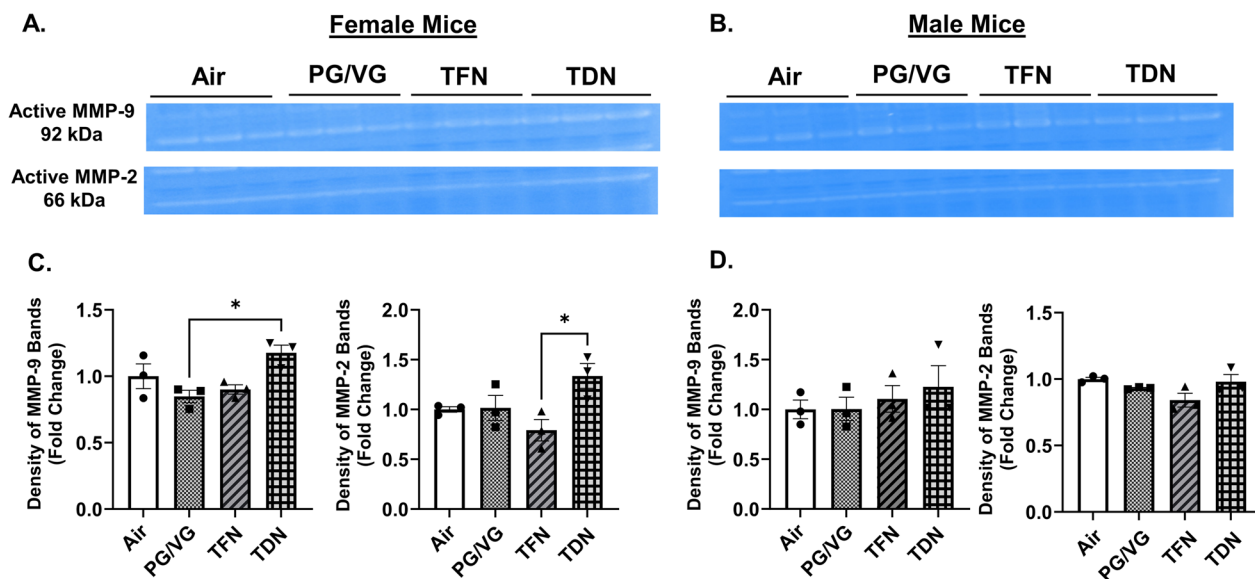 A.
Female Mice
B.
Male Mice
Air
PG/VG
TFN
TDN
Air
PG/VG
TFN
TDN
Active MMP-9
92 kDa
Active MMP-2
66 kDa
C.
D.
Density of MMP-9 Bands
(Fold Change)
1.5
1.0
0.5
0.0
*
Air
PG/VG
TFN
TDN
Density of MMP-2 Bands
(Fold Change)
2.0
1.5
1.0
0.5
0.0
*
Air
PG/VG
TFN
TDN
Density of MMP-9 Bands
(Fold Change)
2.0
1.5
1.0
0.5
0.0
Air
PG/VG
TFN
TDN
Density of MMP-2 Bands
(Fold Change)
1.5
1.0
0.5
0.0
Air
PG/VG
TFN
TDN